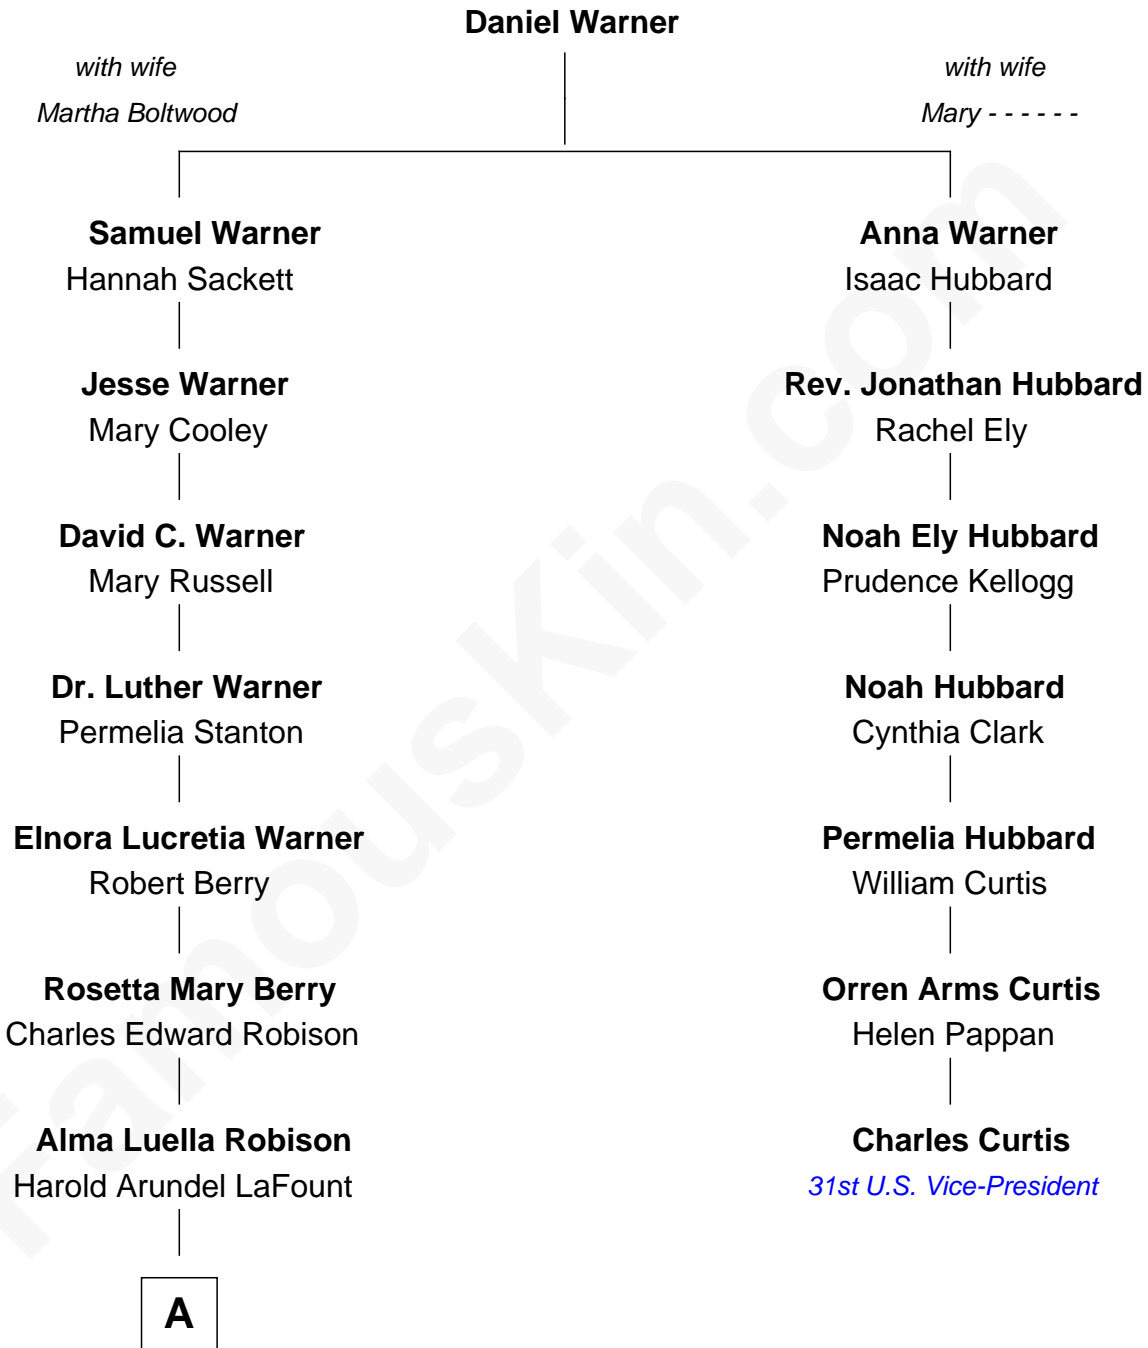 Daniel Warner
with wife
Martha Boltwood
with wife
Mary - - - - - -
Samuel Warner
Hannah Sackett
Anna Warner
Isaac Hubbard
Jesse Warner
Mary Cooley
Rev. Jonathan Hubbard
Rachel Ely
David C. Warner
Mary Russell
Noah Ely Hubbard
Prudence Kellogg
Dr. Luther Warner
Permelia Stanton
Noah Hubbard
Cynthia Clark
Elnora Lucretia Warner
Robert Berry
Permelia Hubbard
William Curtis
Rosetta Mary Berry
Charles Edward Robison
Orren Arms Curtis
Helen Pappan
Alma Luella Robison
Harold Arundel LaFount
Charles Curtis
31st U.S. Vice-President
A
FamousKin.com